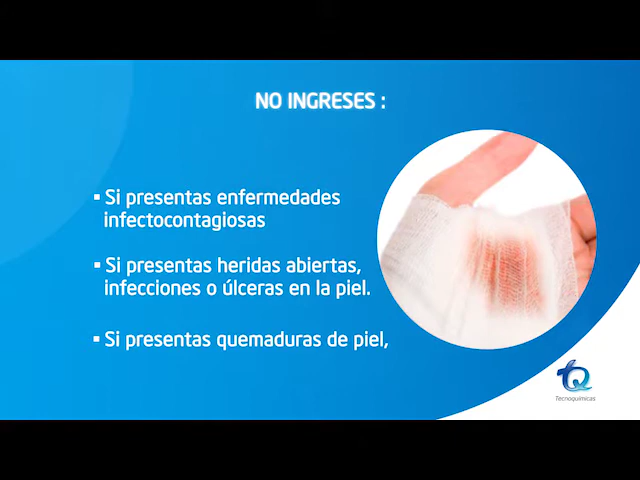 NO INGRESES :
▪ Si presentas enfermedades
infectocontagiosas
▪ Si presentas heridas abiertas,
infecciones o úlceras en la piel.
▪ Si presentas quemaduras de piel,
TQ
Tecnoquímicas